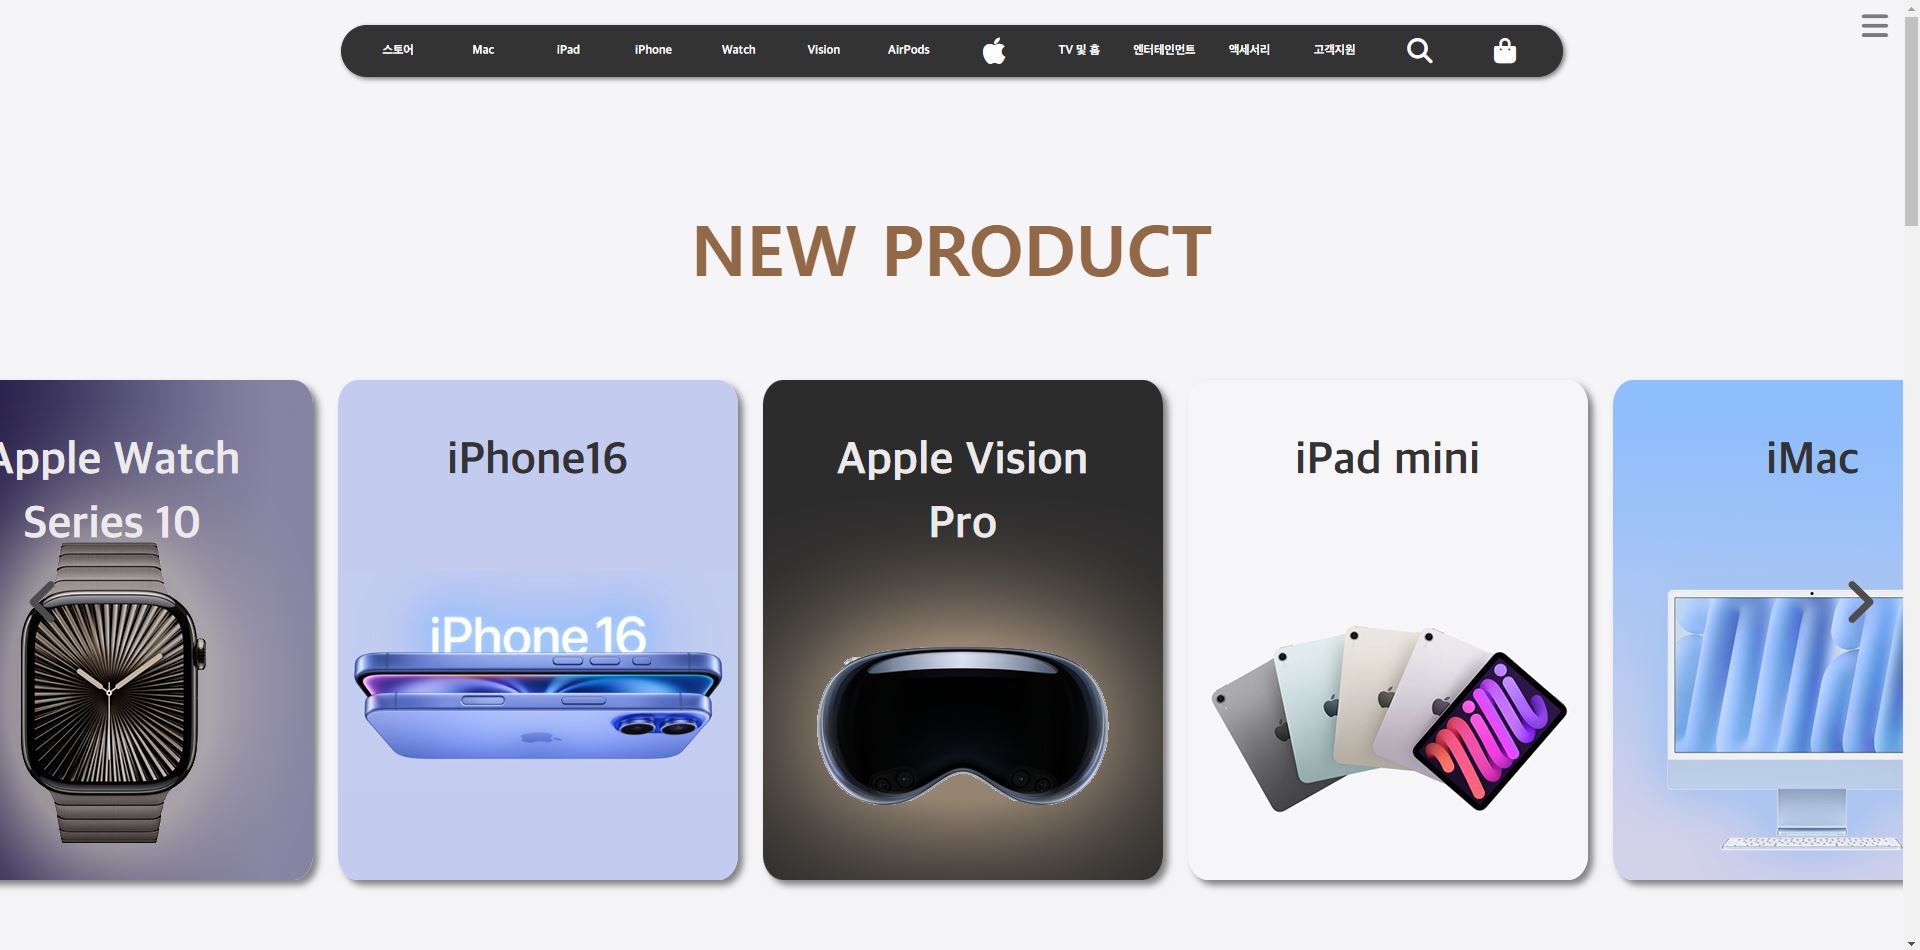 스토어 Mac iPad iPhone Watch Vision AirPods TV 및 홈 엔터테인먼트 액세서리 고객지원
NEW PRODUCT
Apple Watch
Series 10
iPhone16
iPhone 16
Apple Vision
Pro
iPad mini
iMac